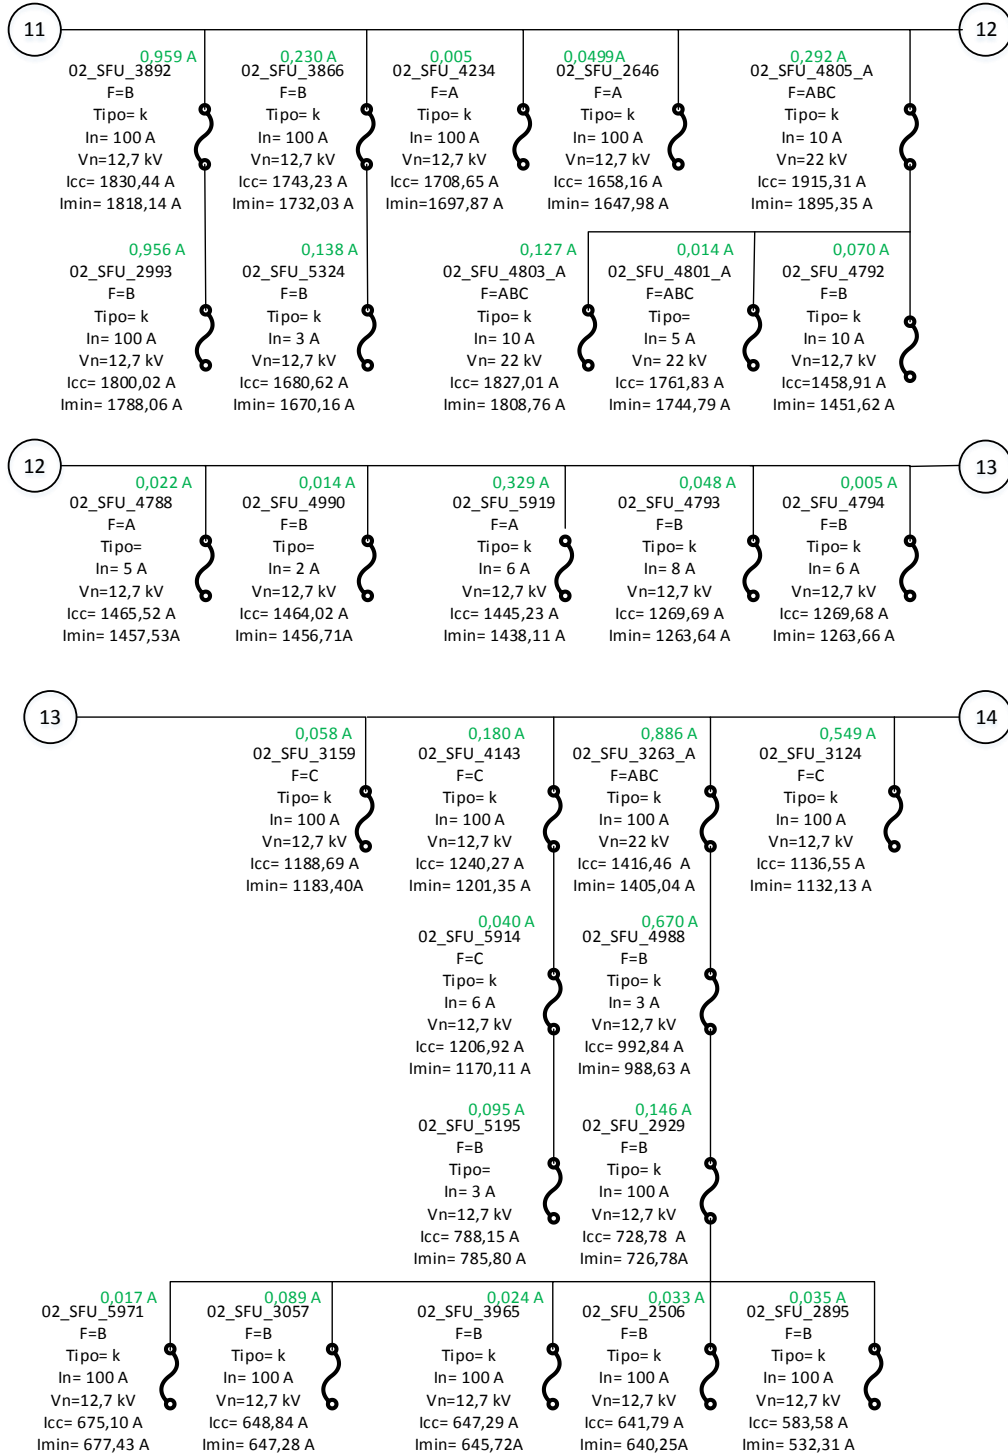 11
12
0,959 A
02_SFU_3892
F=B
Tipo= k
In= 100 A
Vn=12,7 kV
Icc= 1830,44 A
Imin= 1818,14 A
0,230 A
02_SFU_3866
F=B
Tipo= k
In= 100 A
Vn=12,7 kV
Icc= 1743,23 A
Imin= 1732,03 A
0,005
02_SFU_4234
F=A
Tipo= k
In= 100 A
Vn=12,7 kV
Icc= 1708,65 A
Imin=1697,87 A
0,0499A
02_SFU_2646
F=A
Tipo= k
In= 100 A
Vn=12,7 kV
Icc= 1658,16 A
Imin= 1647,98 A
0,292 A
02_SFU_4805_A
F=ABC
Tipo= k
In= 10 A
Vn= 22 kV
Icc= 1915,31 A
Imin= 1895,35 A
0,956 A
02_SFU_2993
F=B
Tipo= k
In= 100 A
Vn=12,7 kV
Icc= 1800,02 A
Imin= 1788,06 A
0,138 A
02_SFU_5324
F=B
Tipo= k
In= 3 A
Vn=12,7 kV
Icc= 1680,62 A
Imin= 1670,16 A
0,127 A
02_SFU_4803_A
F=ABC
Tipo= k
In= 10 A
Vn= 22 kV
Icc= 1827,01 A
Imin= 1808,76 A
0,014 A
02_SFU_4801_A
F=ABC
Tipo=
In= 5 A
Vn= 22 kV
Icc= 1761,83 A
Imin= 1744,79 A
0,070 A
02_SFU_4792
F=B
Tipo= k
In= 10 A
Vn=12,7 kV
Icc=1458,91 A
Imin= 1451,62 A
12
13
0,022 A
02_SFU_4788
F=A
Tipo=
In= 5 A
Vn= 12,7 kV
Icc= 1465,52 A
Imin= 1457,53A
0,014 A
02_SFU_4990
F=B
Tipo=
In= 2 A
Vn=12,7 kV
Icc= 1464,02 A
Imin= 1456,71A
0,329 A
02_SFU_5919
F=A
Tipo= k
In= 6 A
Vn=12,7 kV
Icc= 1445,23 A
Imin= 1438,11 A
0,048 A
02_SFU_4793
F=B
Tipo= k
In= 8 A
Vn=12,7 kV
Icc= 1269,69 A
Imin= 1263,64 A
0,005 A
02_SFU_4794
F=B
Tipo= k
In= 6 A
Vn=12,7 kV
Icc= 1269,68 A
Imin= 1263,66 A
13
14
0,058 A
02_SFU_3159
F=C
Tipo= k
In= 100 A
Vn=12,7 kV
Icc= 1188,69 A
Imin= 1183,40A
0,180 A
02_SFU_4143
F=C
Tipo= k
In= 100 A
Vn=12,7 kV
Icc= 1240,27 A
Imin= 1201,35 A
0,886 A
02_SFU_3263_A
F=ABC
Tipo= k
In= 100 A
Vn=22 kV
Icc= 1416,46 A
Imin= 1405,04 A
0,549 A
02_SFU_3124
F=C
Tipo= k
In= 100 A
Vn=12,7 kV
Icc= 1136,55 A
Imin= 1132,13 A
0,040 A
02_SFU_5914
F=C
Tipo= k
In= 6 A
Vn=12,7 kV
Icc= 1206,92 A
Imin= 1170,11 A
0,670 A
02_SFU_4988
F=B
Tipo= k
In= 3 A
Vn=12,7 kV
Icc= 992,84 A
Imin= 988,63 A
0,095 A
02_SFU_5195
F=B
Tipo=
In= 3 A
Vn=12,7 kV
Icc= 788,15 A
Imin= 785,80 A
0,146 A
02_SFU_2929
F=B
Tipo= k
In= 100 A
Vn=12,7 kV
Icc= 728,78 A
Imin= 726,78A
0,017 A
02_SFU_5971
F=B
Tipo= k
In= 100 A
Vn=12,7 kV
Icc= 675,10 A
Imin= 677,43 A
0,089 A
02_SFU_3057
F=B
Tipo= k
In= 100 A
Vn=12,7 kV
Icc= 648,84 A
Imin= 647,28 A
0,024 A
02_SFU_3965
F=B
Tipo= k
In= 100 A
Vn=12,7 kV
Icc= 647,29 A
Imin= 645,72A
0,033 A
02_SFU_2506
F=B
Tipo= k
In= 100 A
Vn=12,7 kV
Icc= 641,79 A
Imin= 640,25A
0,035 A
02_SFU_2895
F=B
Tipo= k
In= 100 A
Vn=12,7 kV
Icc= 583,58 A
Imin= 532,31 A